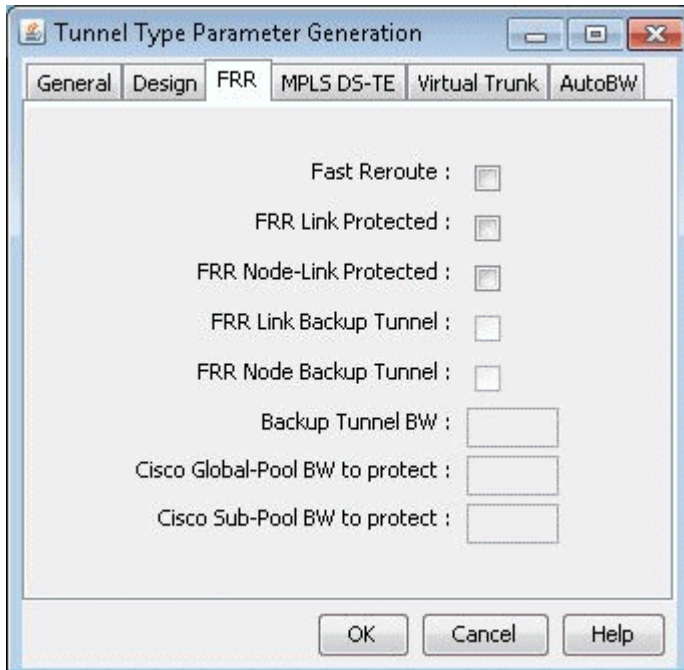 Tunnel Type Parameter Generation
General Design FRR MPLS DS-TE Virtual Trunk AutoBW
Fast Reroute :
FRR Link Protected :
FRR Node-Link Protected :
FRR Link Backup Tunnel :
FRR Node Backup Tunnel :
Backup Tunnel BW :
Cisco Global-Pool BW to protect :
Cisco Sub-Pool BW to protect :
OK Cancel Help